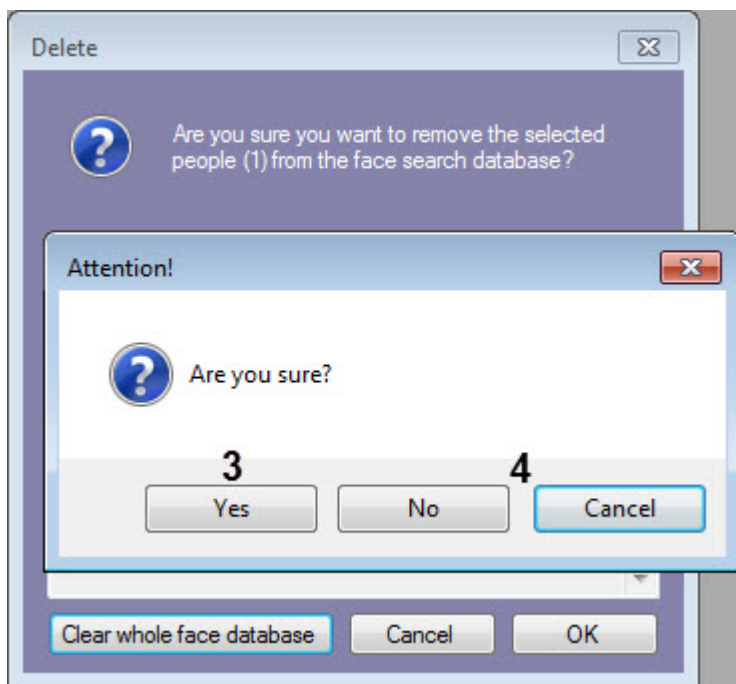 Delete
Are you sure you want to remove the selected
people (1) from the face search database?
Attention!
Are you sure?
3
4
Yes
No
Cancel
Clear whole face database
Cancel
OK